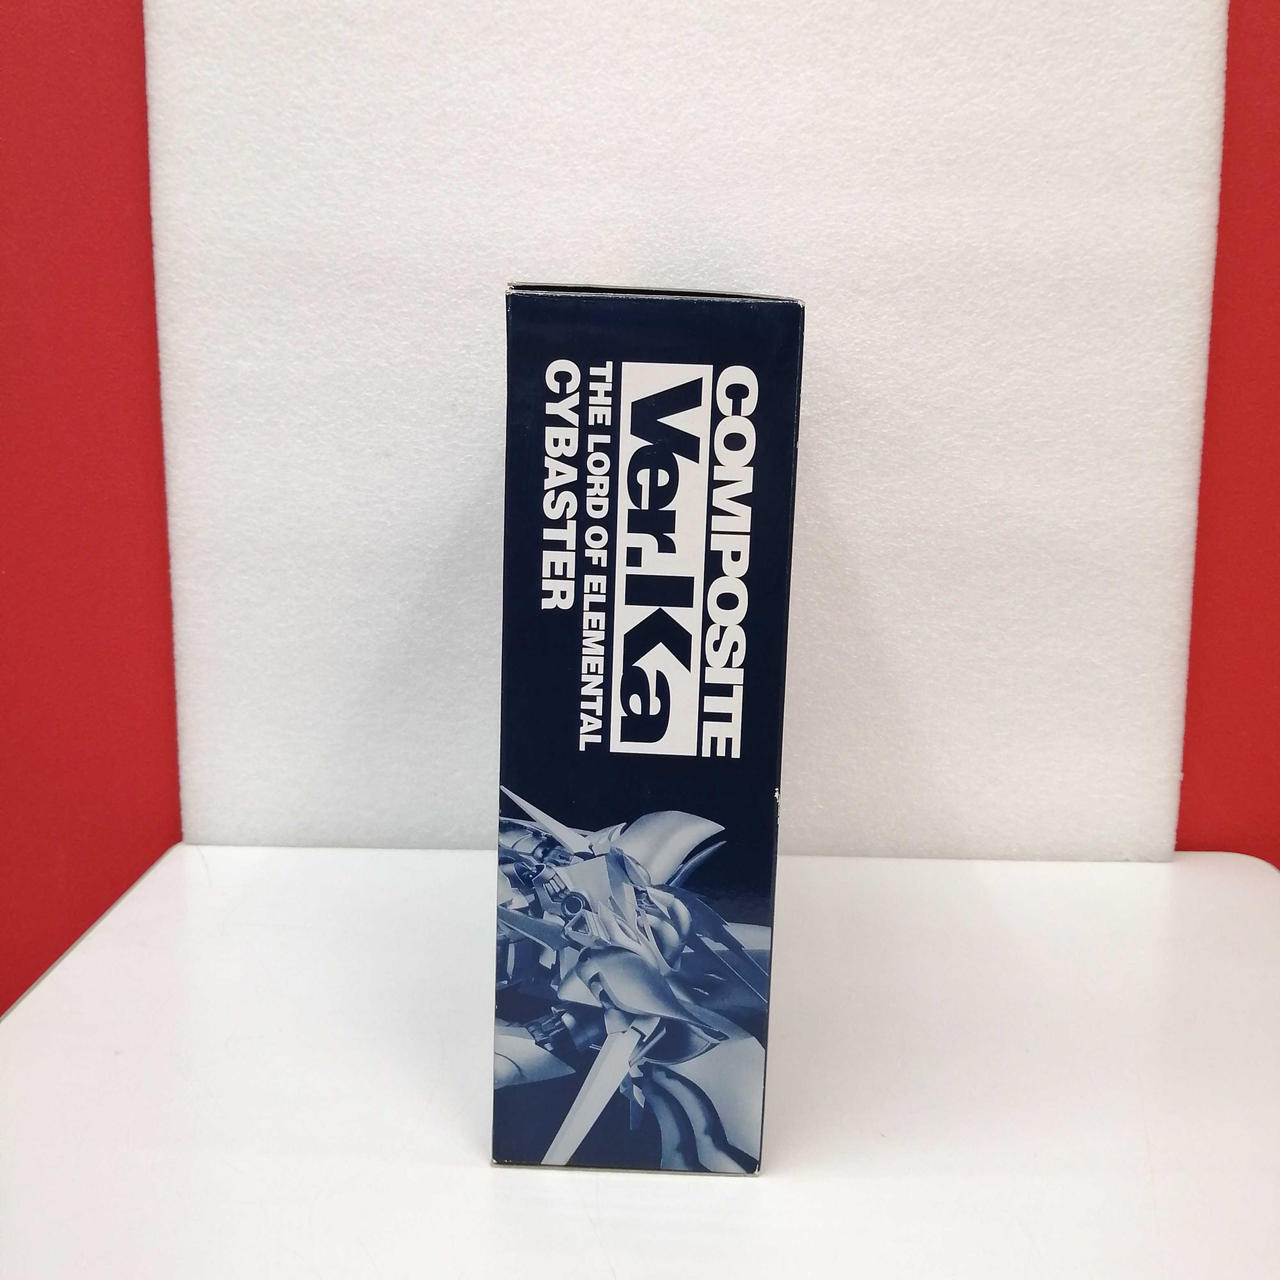 COMPOSITE
Ver.Ka
THE LORD OF ELEMENTAL
CYBASTER